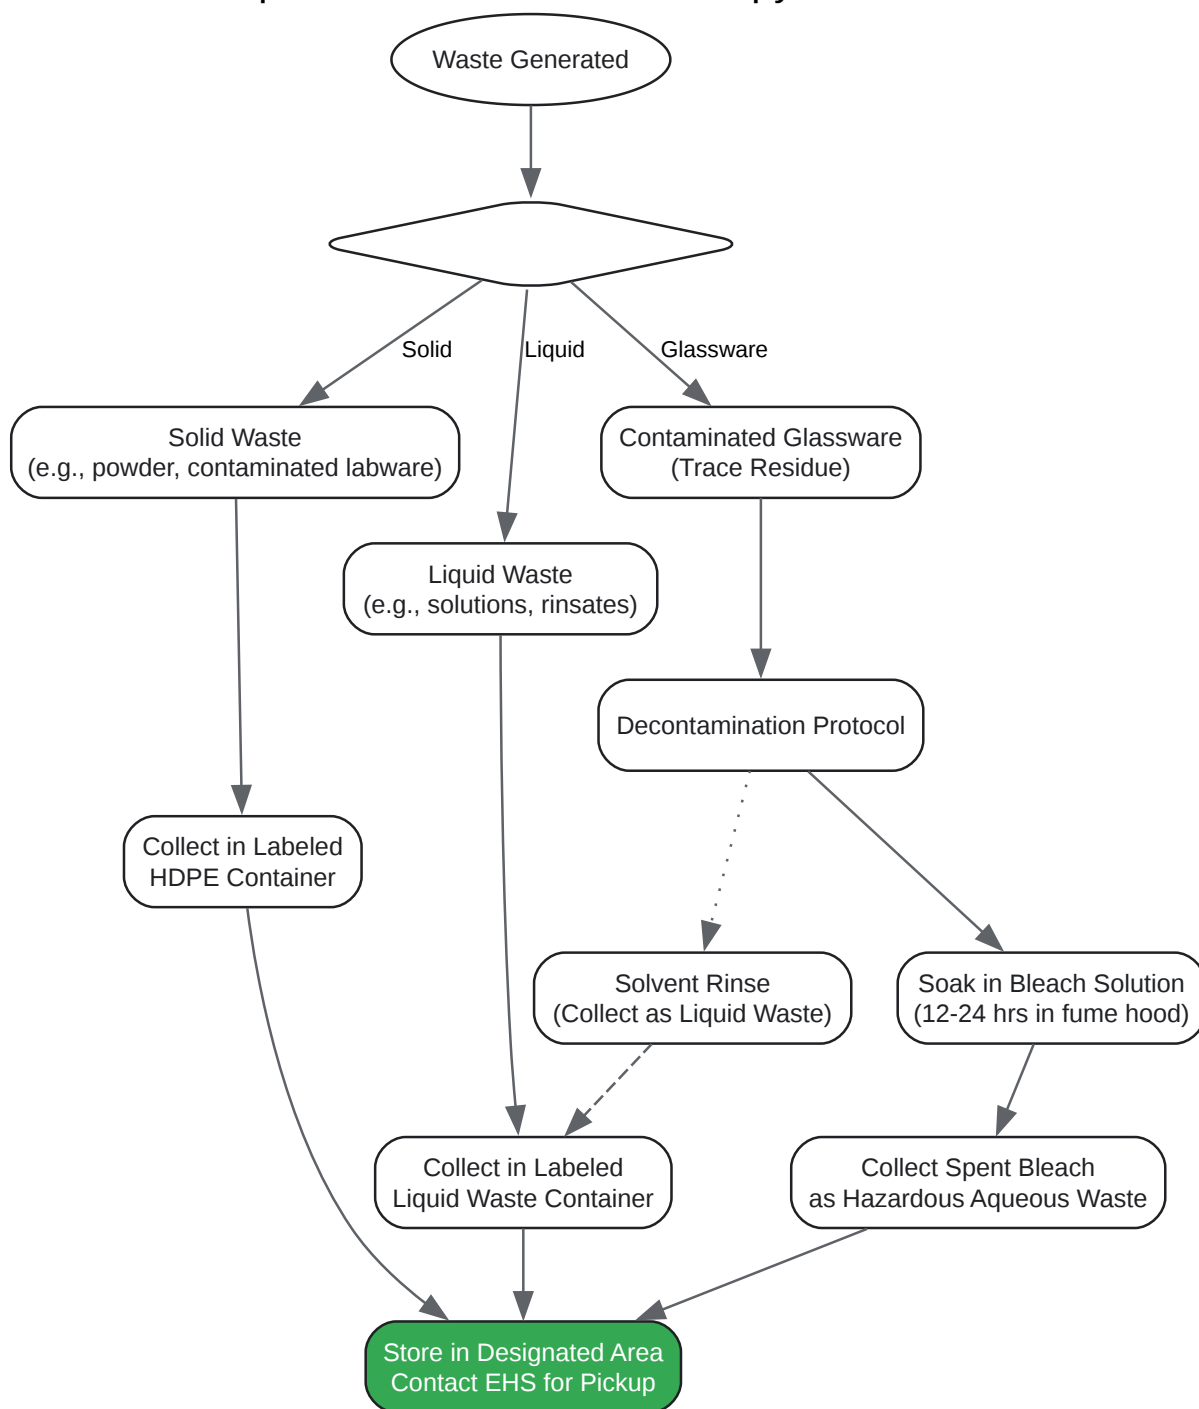 Waste Generated
Solid
Liquid
Glassware
Solid Waste
(e.g., powder, contaminated labware)
Contaminated Glassware
(Trace Residue)
Liquid Waste
(e.g., solutions, rinsates)
Decontamination Protocol
Collect in Labeled
HDPE Container
Solvent Rinse
(Collect as Liquid Waste)
Soak in Bleach Solution
(12-24 hrs in fume hood)
Collect in Labeled
Liquid Waste Container
Collect Spent Bleach
as Hazardous Aqueous Waste
Store in Designated Area
Contact EHS for Pickup